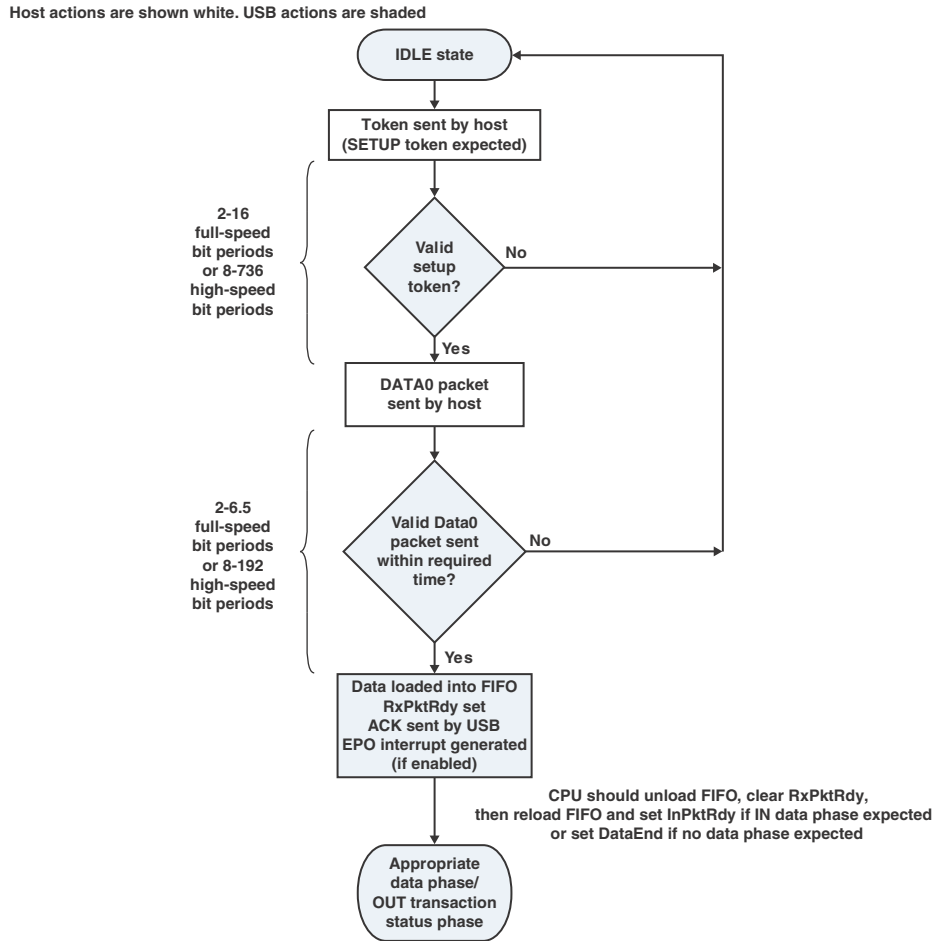 Host actions are shown white. USB actions are shaded
IDLE state
Token sent by host
(SETUP token expected)
2-16
full-speed
bit periods
or 8-736
high-speed
bit periods
Valid
setup
token?
No
Yes
DATA0 packet
sent by host
2-6.5
full-speed
bit periods
or 8-192
high-speed
bit periods
Valid Data0
packet sent
within required
time?
No
Yes
Data loaded into FIFO
RxPktRdy set
ACK sent by USB
EPO interrupt generated
(if enabled)
CPU should unload FIFO, clear RxPktRdy,
then reload FIFO and set InPktRdy if IN data phase expected
or set DataEnd if no data phase expected
Appropriate
data phase/
OUT transaction
status phase